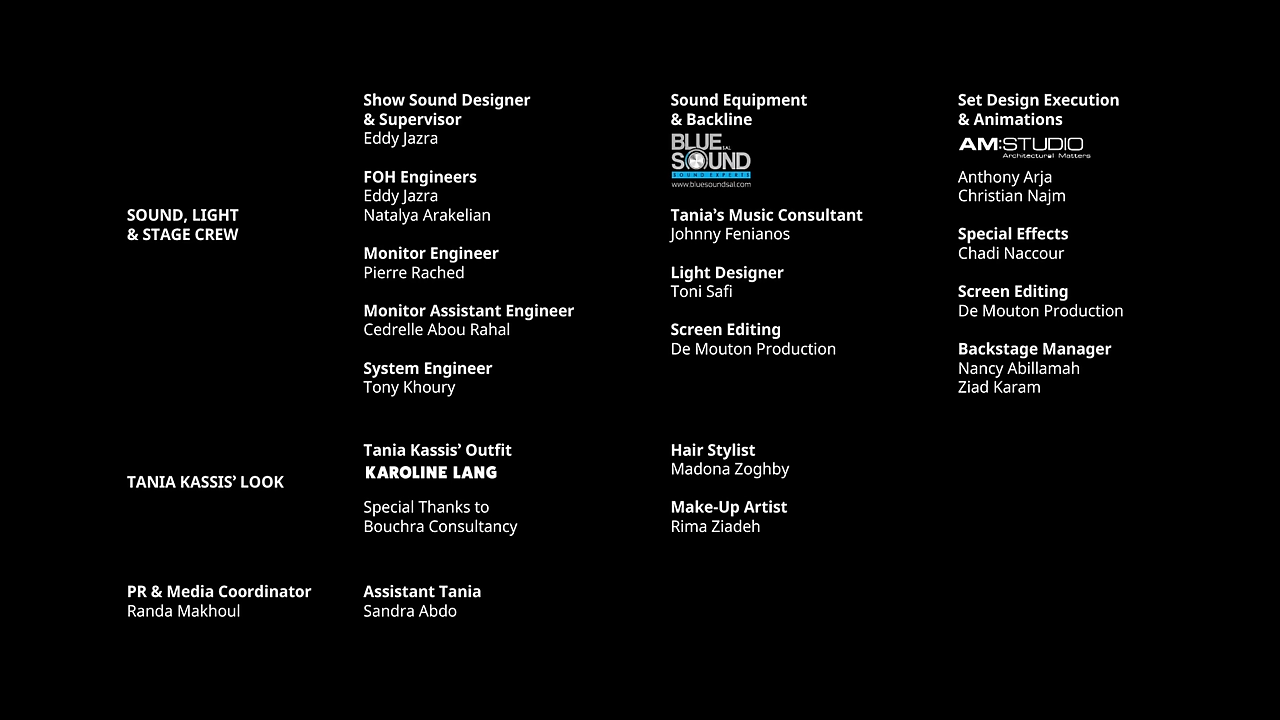 SOUND, LIGHT
& STAGE CREW
Show Sound Designer
& Supervisor
Eddy Jazra
FOH Engineers
Eddy Jazra
Natalya Arakelian
Monitor Engineer
Pierre Rached
Monitor Assistant Engineer
Cedrelle Abou Rahal
System Engineer
Tony Khoury
Sound Equipment
& Backline
BLUE SAL
SOUND
SOUND EXPERTS
www.bluesoundsal.com
Tania’s Music Consultant
Johnny Fenianos
Light Designer
Toni Safi
Screen Editing
De Mouton Production
Set Design Execution
& Animations
AM:STUDIO
Architectural Matters
Anthony Arja
Christian Najm
Special Effects
Chadi Naccour
Screen Editing
De Mouton Production
Backstage Manager
Nancy Abillamah
Ziad Karam
TANIA KASSIS’ LOOK
Tania Kassis’ Outfit
KAROLINE LANG
Special Thanks to
Bouchra Consultancy
Hair Stylist
Madona Zoghby
Make-Up Artist
Rima Ziadeh
PR & Media Coordinator
Randa Makhoul
Assistant Tania
Sandra Abdo